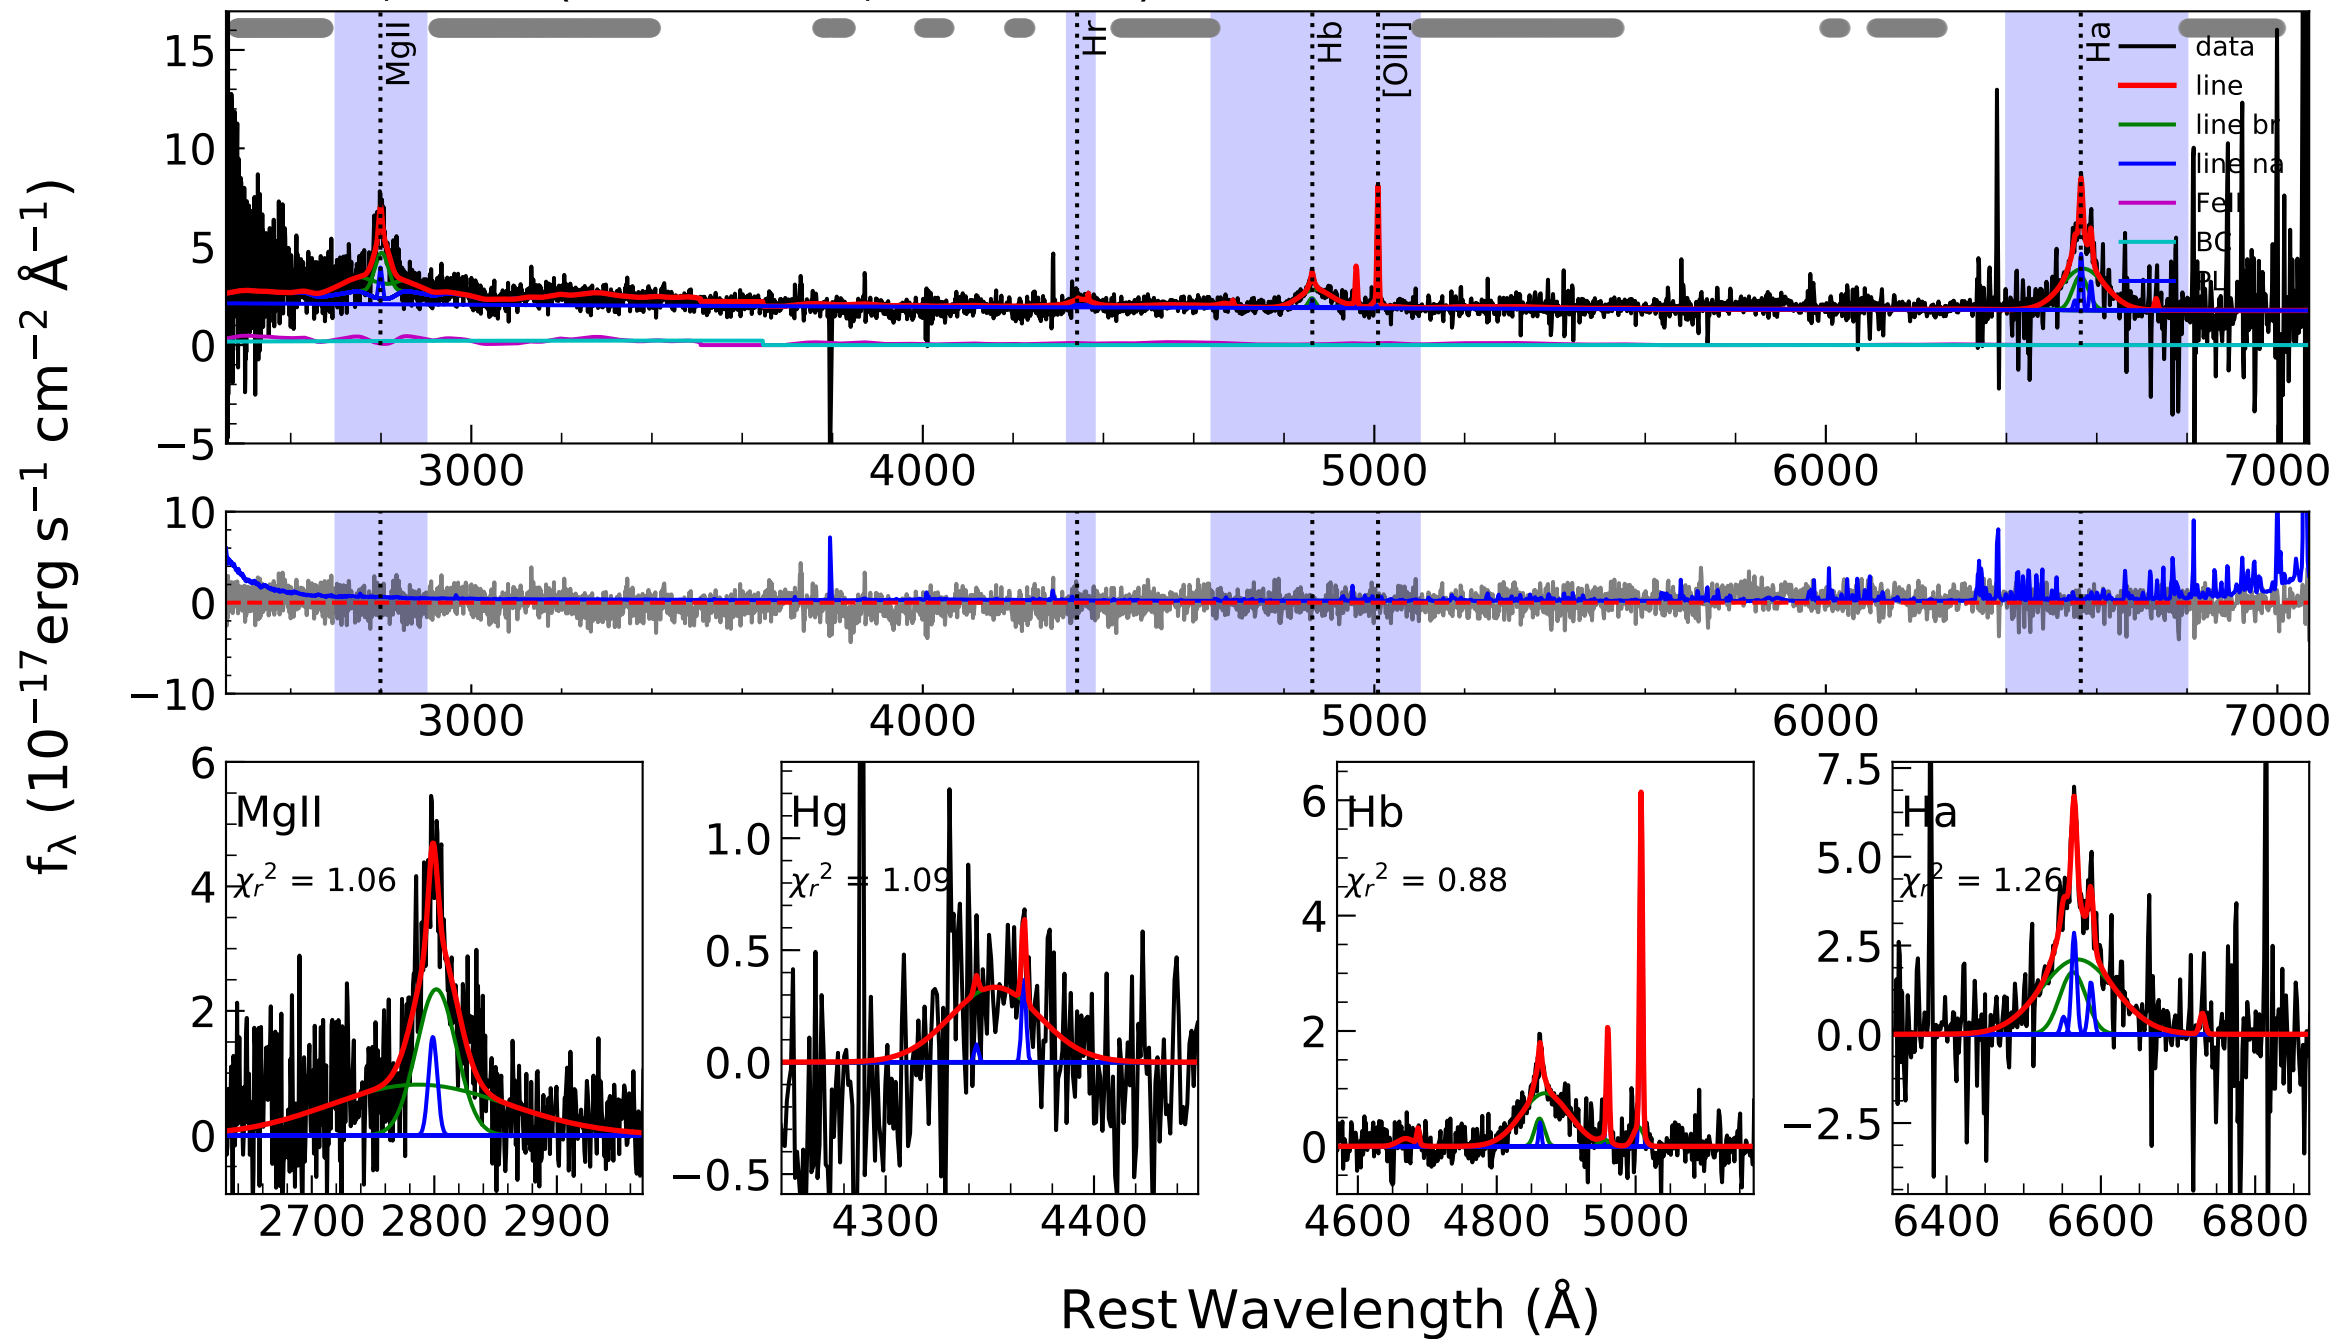 MgII
Hr
Hb
[OIII]
Ha
data
line
line br
line na
FeII
BC
PL
15
10
5
0
−5
3000 4000 5000 6000 7000
10
0
−10
3000 4000 5000 6000 7000
fλ (10⁻¹⁷erg s⁻¹ cm⁻² Å⁻¹)
MgII
χr² = 1.06
6
4
2
0
2700 2800 2900
Hg
χr² = 1.09
1.0
0.5
0.0
−0.5
4300 4400
Hb
χr² = 0.88
6
4
2
0
4600 4800 5000
Ha
χr² = 1.26
7.5
5.0
2.5
0.0
−2.5
6400 6600 6800
Rest Wavelength (Å)